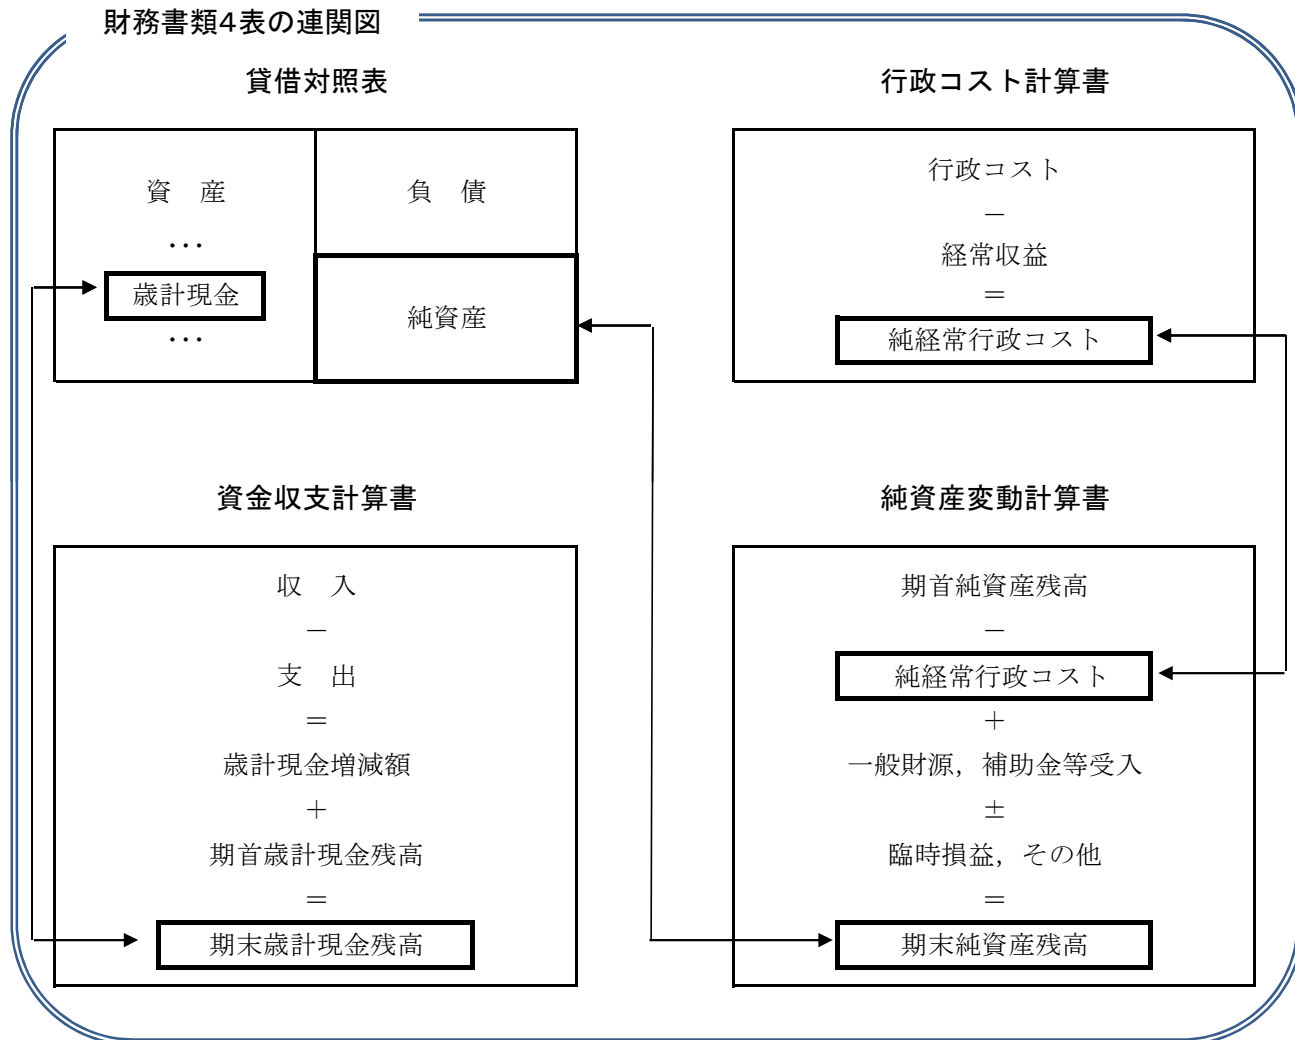 財務書類4表の連関図
貸借対照表
資　産
…
歳計現金
…
負　債
純資産
行政コスト計算書
行政コスト
－
経常収益
＝
純経常行政コスト
資金収支計算書
収　入
－
支　出
＝
歳計現金増減額
＋
期首歳計現金残高
＝
期末歳計現金残高
純資産変動計算書
期首純資産残高
－
純経常行政コスト
＋
一般財源，補助金等受入
±
臨時損益，その他
＝
期末純資産残高